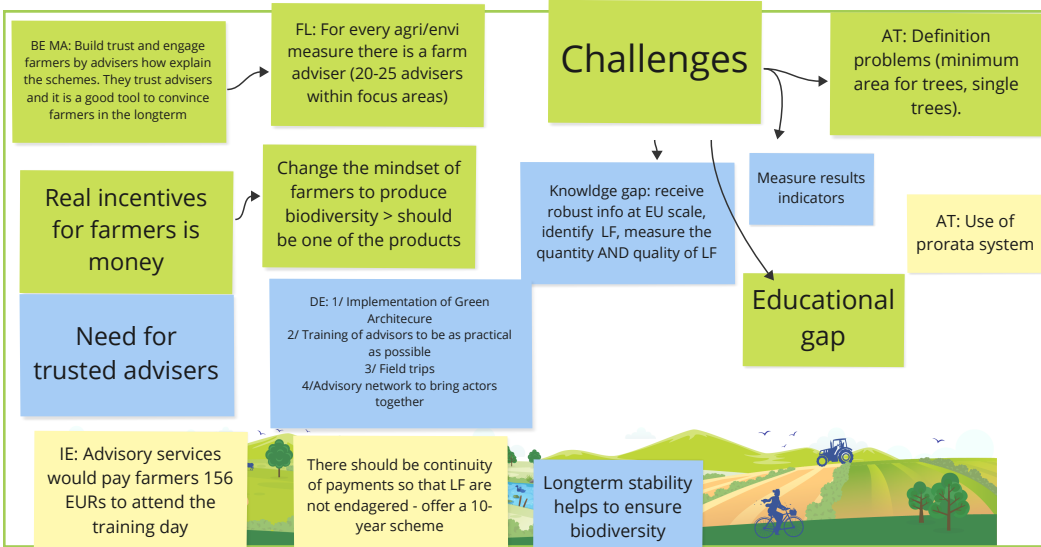 BE MA: Build trust and engage
farmers by advisers how explain
the schemes. They trust advisers
and it is a good tool to convince
farmers in the longterm
FL: For every agri/envi
measure there is a farm
adviser (20-25 advisers
within focus areas)
Real incentives
for farmers is
money
Change the mindset of
farmers to produce
biodiversity > should
be one of the products
Need for
trusted advisers
DE: 1/ Implementation of Green
Architecure
2/ Training of advisors to be as practical
as possible
3/ Field trips
4/Advisory network to bring actors
together
IE: Advisory services
would pay farmers 156
EURs to attend the
training day
There should be continuity
of payments so that LF are
not endagered - offer a 10-
year scheme
Longterm stability
helps to ensure
biodiversity
Challenges
AT: Definition
problems (minimum
area for trees, single
trees).
Knowldge gap: receive
robust info at EU scale,
identify  LF, measure the
quantity AND quality of LF
Measure results
indicators
AT: Use of
prorata system
Educational
gap